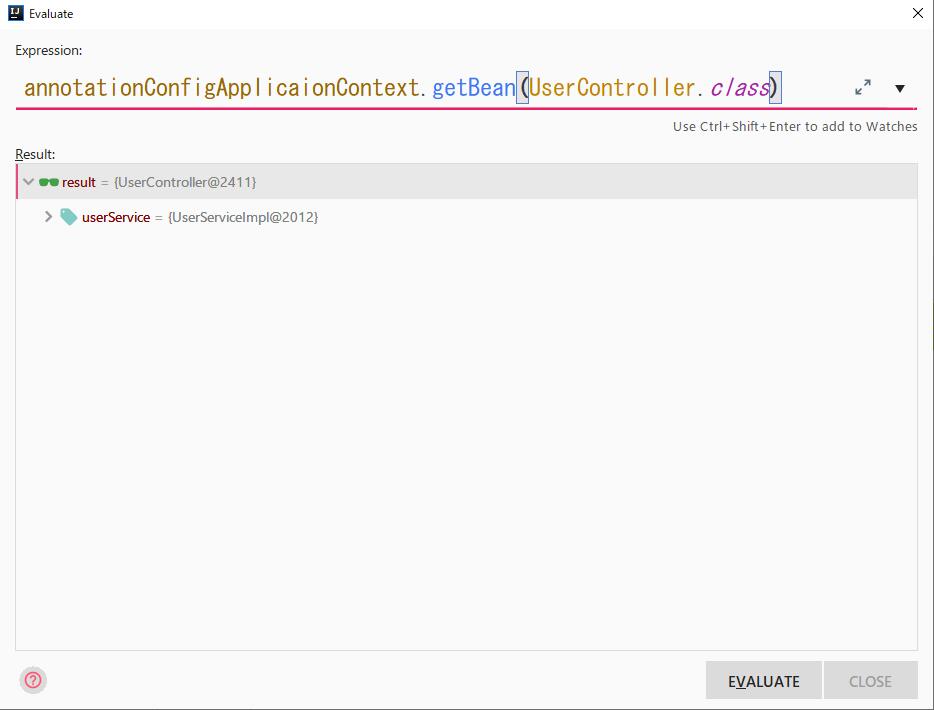 IJ Evaluate
Expression:
annotationConfigApplicaionContext.getBean(UserController.class)
Use Ctrl+Shift+Enter to add to Watches
Result:
result = {UserController@2411}
userService = {UserServiceImpl@2012}
? EVALUATE CLOSE